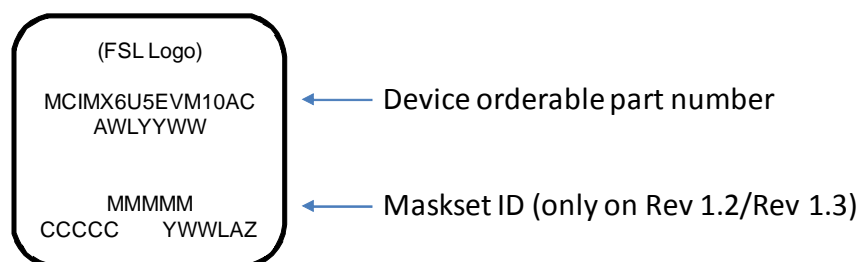 (FSL Logo)
MCIMX6U5EVM10AC
Device orderable part number
AWLYYWW
MMMMM
Maskset ID (only on Rev 1.2/Rev 1.3)
CCCCC YWWLAZ